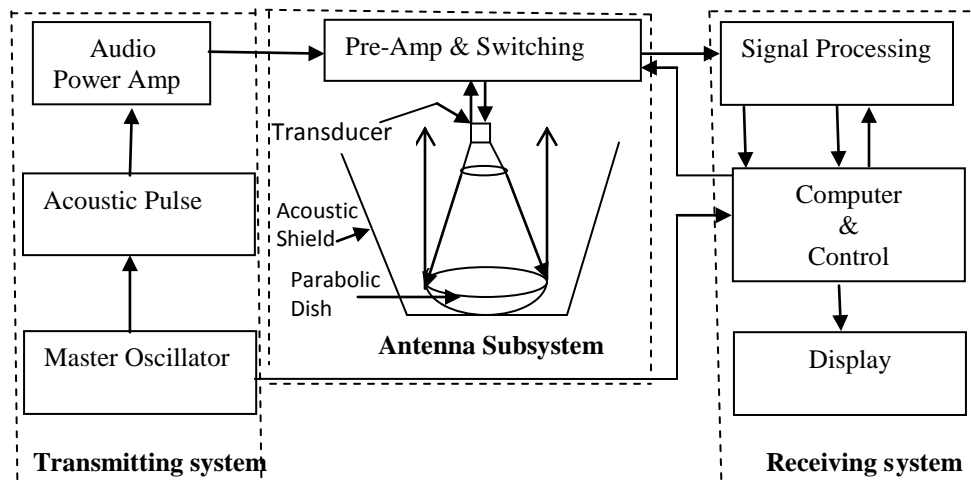 Audio
Power Amp
Pre-Amp & Switching
Signal Processing
Transducer
Acoustic Pulse
Computer
&
Control
Acoustic
Shield
Parabolic
Dish
Antenna Subsystem
Master Oscillator
Display
Transmitting system
Receiving system